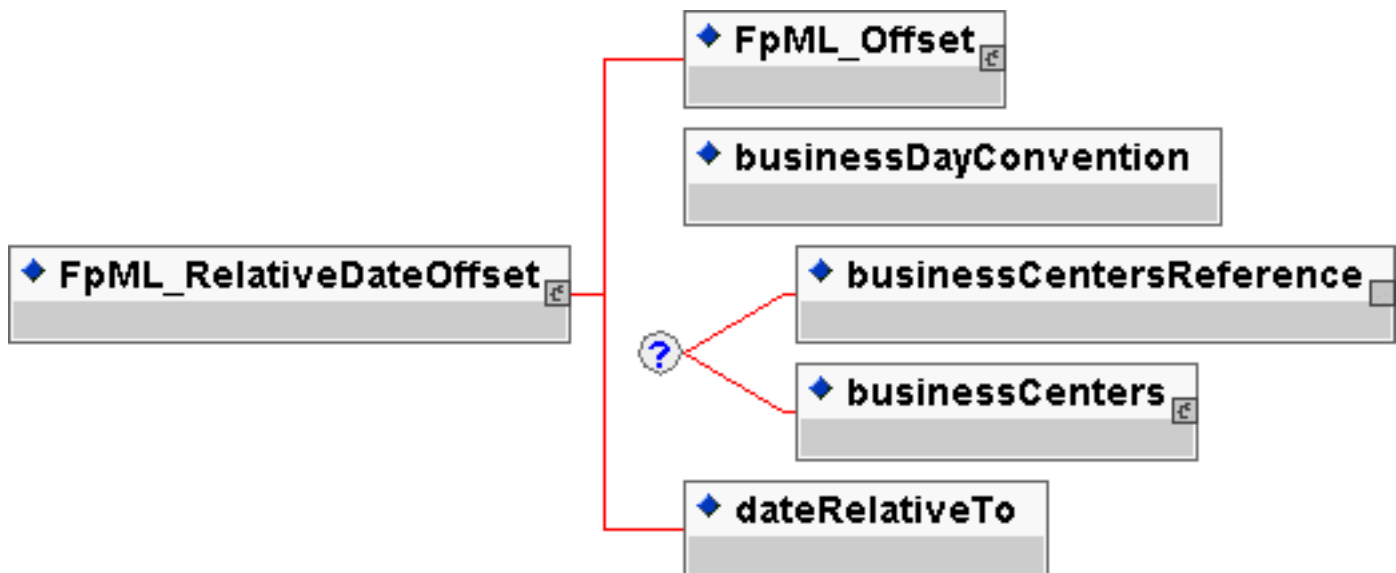 FpML_Offset
businessDayConvention
FpML_RelativeDateOffset
businessCentersReference
?
businessCenters
dateRelativeTo